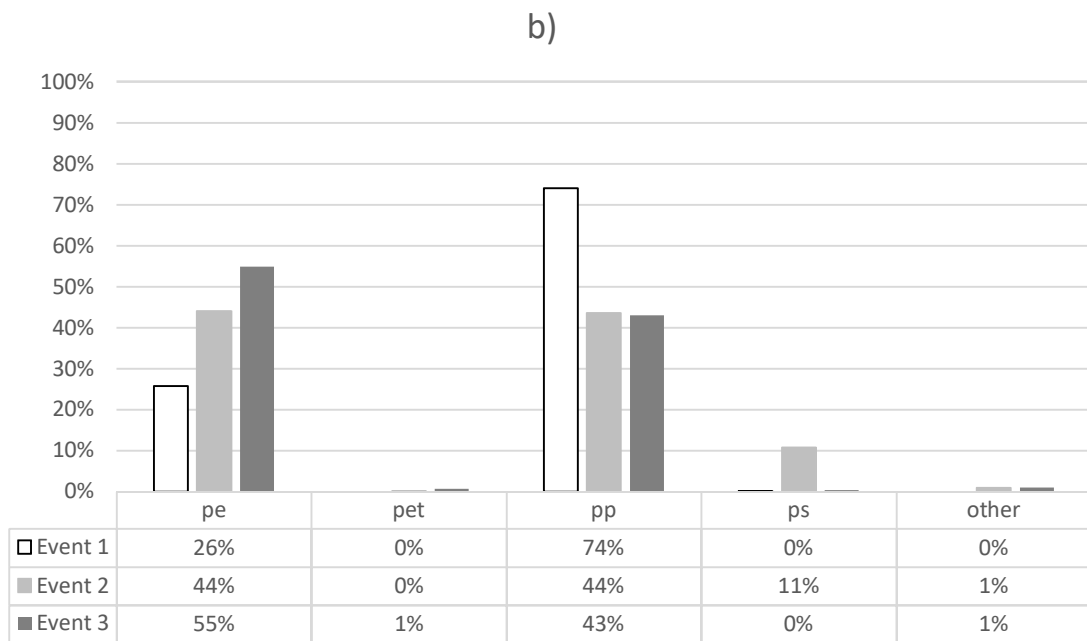 b)
100%
90%
80%
70%
60%
50%
40%
30%
20%
10%
0%
pe pet pp ps other
Event 1 26% 0% 74% 0% 0%
Event 2 44% 0% 44% 11% 1%
Event 3 55% 1% 43% 0% 1%